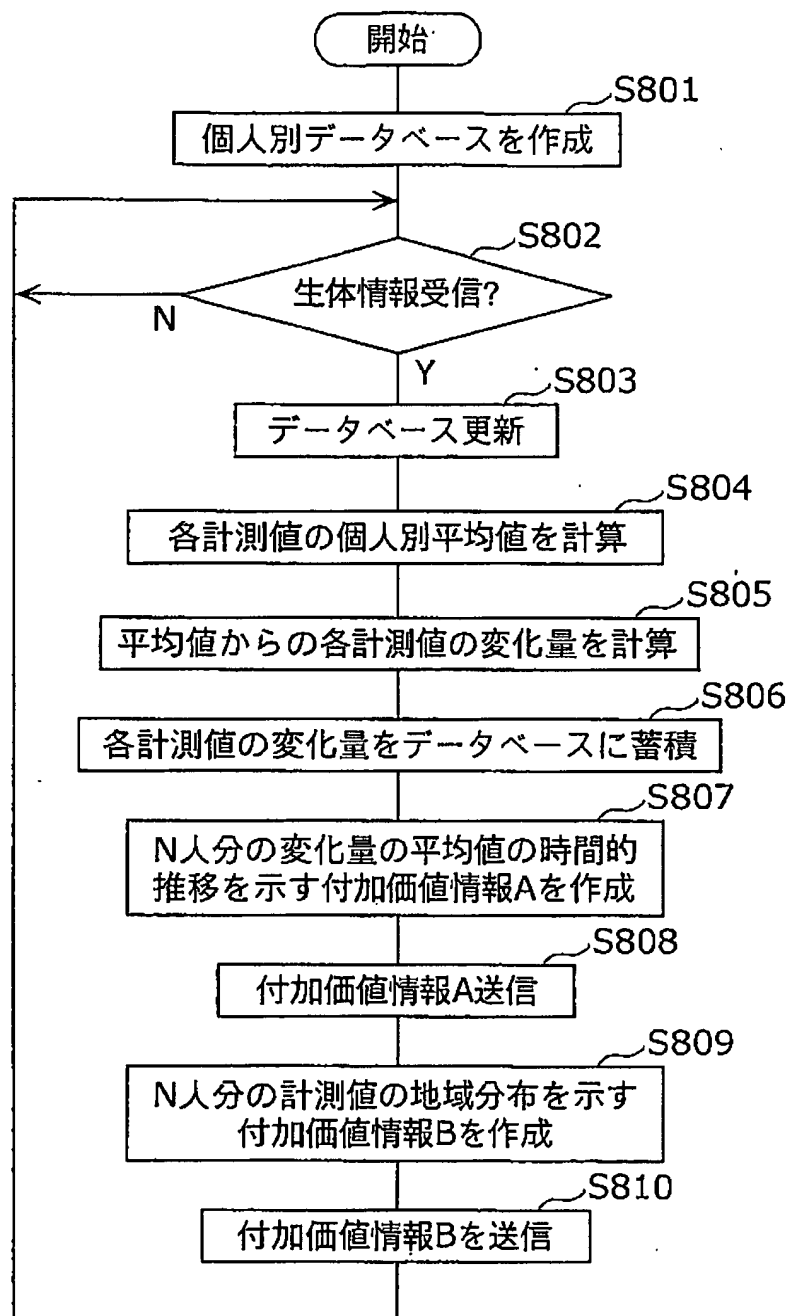 開始
S801
個人別データベースを作成
S802
生体情報受信?
N
Y
S803
データベース更新
S804
各計測値の個人別平均値を計算
S805
平均値からの各計測値の変化量を計算
S806
各計測値の変化量をデータベースに蓄積
S807
N人分の変化量の平均値の時間的
推移を示す付加価値情報Aを作成
S808
付加価値情報A送信
S809
N人分の計測値の地域分布を示す
付加価値情報Bを作成
S810
付加価値情報Bを送信